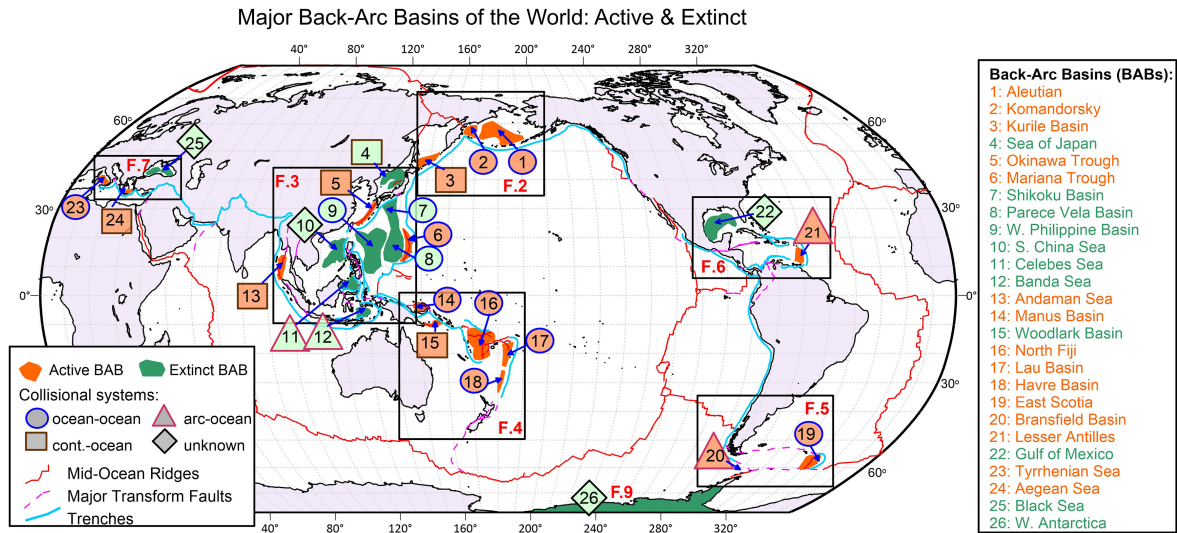 Major Back-Arc Basins of the World: Active & Extinct
40° 80° 120° 160° 200° 320°
60° 60°
25
F.7
4
F.3
5
2 1
3
F.2
23
24
9 7
30° 30°
22
21
10
6
8
F.6
13
0° 0°
14 16
11 12
15
17
18
30° 30°
F.4
F.5
19
20
60°
26
F.9
Active BAB Extinct BAB
Collisional systems:
ocean-ocean arc-ocean
cont.-ocean unknown
Mid-Ocean Ridges
Major Transform Faults
Trenches
40° 80° 120° 160° 200° 240° 280° 320°
Back-Arc Basins (BABs):
1: Aleutian
2: Komandorsky
3: Kurile Basin
4: Sea of Japan
5: Okinawa Trough
6: Mariana Trough
7: Shikoku Basin
8: Parece Vela Basin
9: W. Philippine Basin
10: S. China Sea
11: Celebes Sea
12: Banda Sea
13: Andaman Sea
14: Manus Basin
15: Woodlark Basin
16: North Fiji
17: Lau Basin
18: Havre Basin
19: East Scotia
20: Bransfield Basin
21: Lesser Antilles
22: Gulf of Mexico
23: Tyrrhenian Sea
24: Aegean Sea
25: Black Sea
26: W. Antarctica